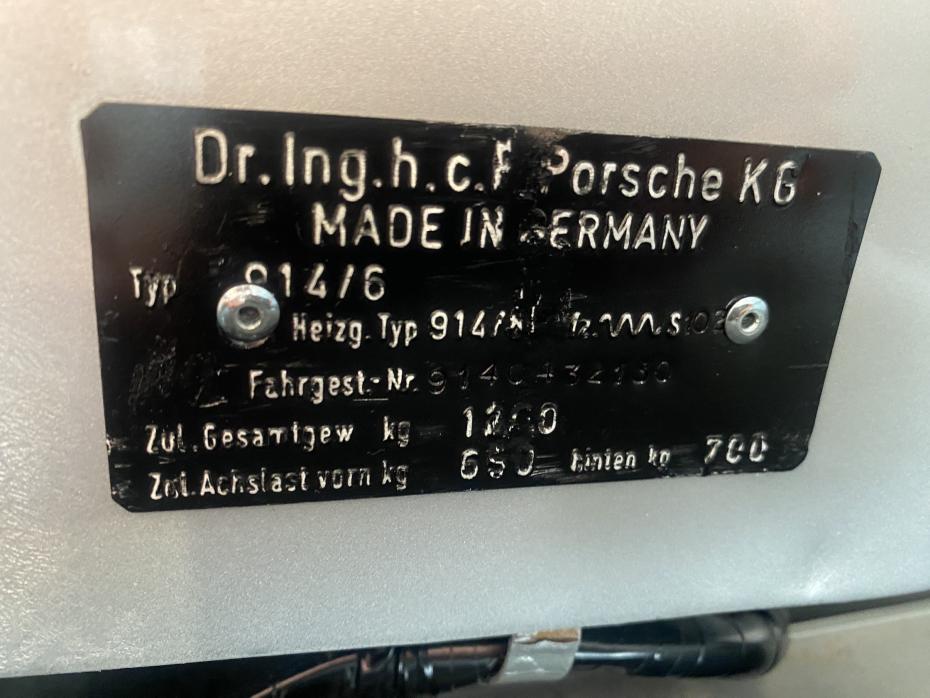 Dr. Ing. h. c. F. Porsche KG
MADE IN GERMANY
Typ 914/6
Heizg. Typ 914/
Fahrgest.-Nr.
Zul. Gesamtgew kg
Zul. Achslast vorn kg 650 hinten kg 700